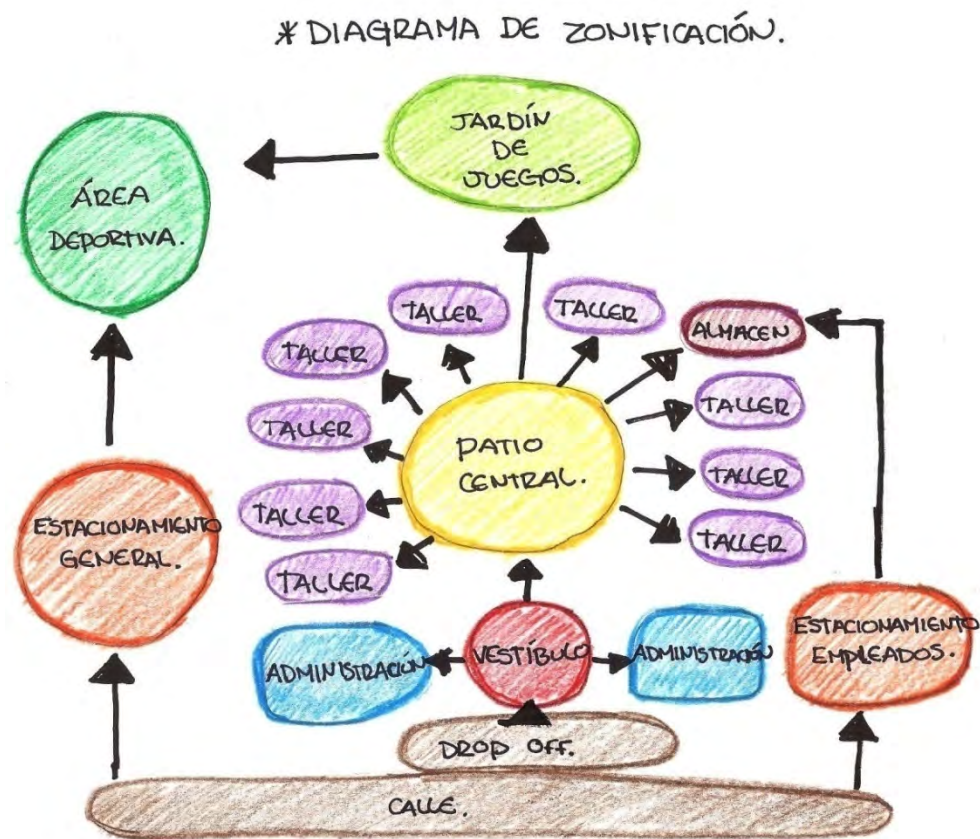 * DIAGRAMA DE ZONIFICACIÓN.
JARDÍN
DE
JUEGOS.
ÁREA
DEPORTIVA.
TALLER
TALLER
ALMACEN
TALLER
TALLER
TALLER
PATIO
CENTRAL.
TALLER
TALLER
TALLER
TALLER
ESTACIONAMIENTO
GENERAL.
TALLER
ESTACIONAMIENTO
EMPLEADOS.
ADMINISTRACIÓN
VESTÍBULO
ADMINISTRACIÓN
DROP OFF.
CALLE.